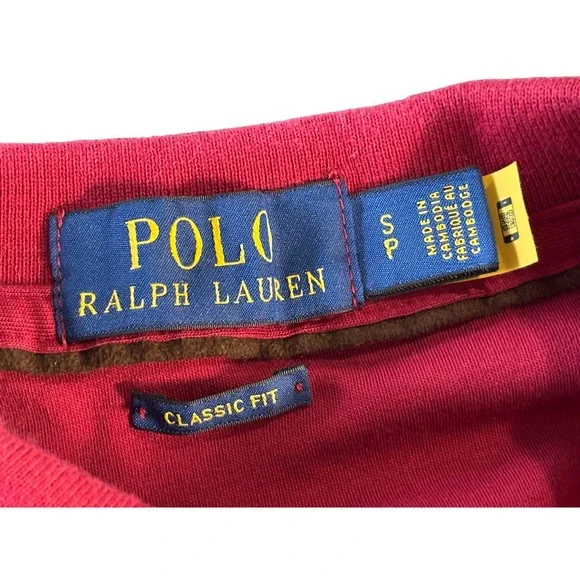 POLO
RALPH LAUREN
S
P
MADE IN
CAMBODIA
FABRIQUÉ AU
CAMBODGE
CLASSIC FIT